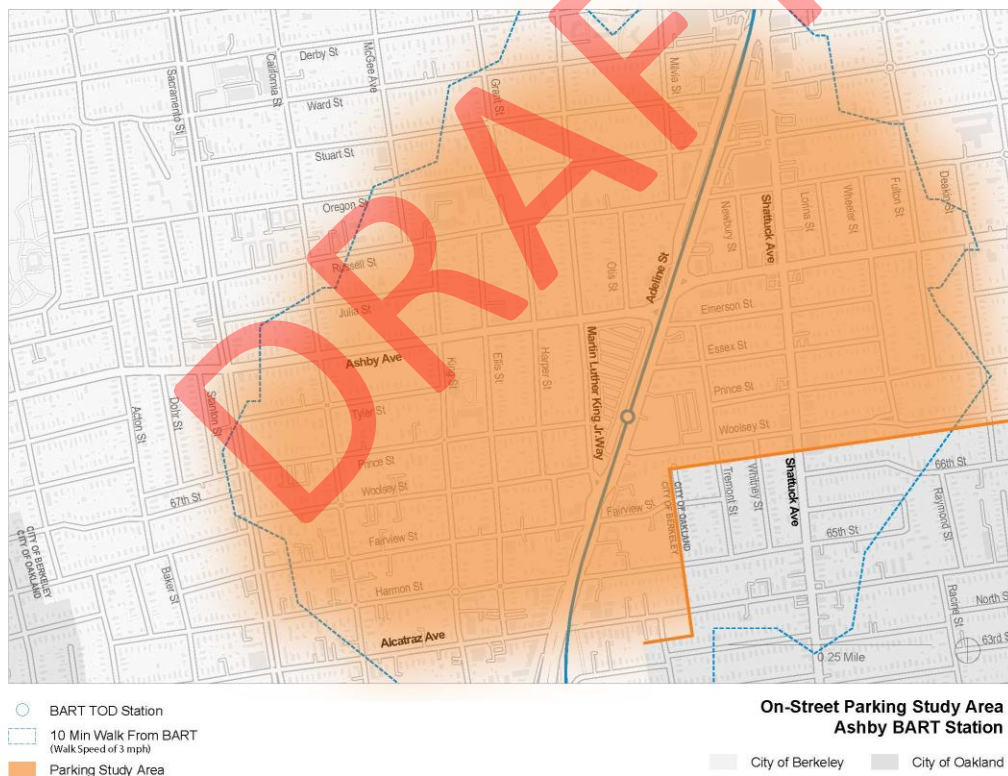 DRAFT
Derby St
Ward St
Stuart St
Oregon St
Russell St
Julia St
Ashby Ave
Tyler St
Prince St
Woolsey St
67th St
Fairview St
Harmon St
Alcatraz Ave
Sacramento St
California St
McGee Ave
Grant St
Milvia St
Acton St
Dohr St
Stanton St
Baker St
King St
Ellis St
Harper St
Otis St
Martin Luther King Jr.Way
Adeline St
Newbury St
Shattuck Ave
Lorina St
Wheeler St
Fulton St
Deakin St
Emerson St
Essex St
Prince St
Woolsey St
Fairview St
Tremont St
Whitney St
Shattuck Ave
66th St
65th St
Raymond St
Racine St
North S
63rd S
0.25 Mile
CITY OF BERKELEY
CITY OF OAKLAND
CITY OF OAKLAND
CITY OF BERKELEY
BART TOD Station
10 Min Walk From BART
(Walk Speed of 3 mph)
Parking Study Area
On-Street Parking Study Area
Ashby BART Station
City of Berkeley
City of Oakland